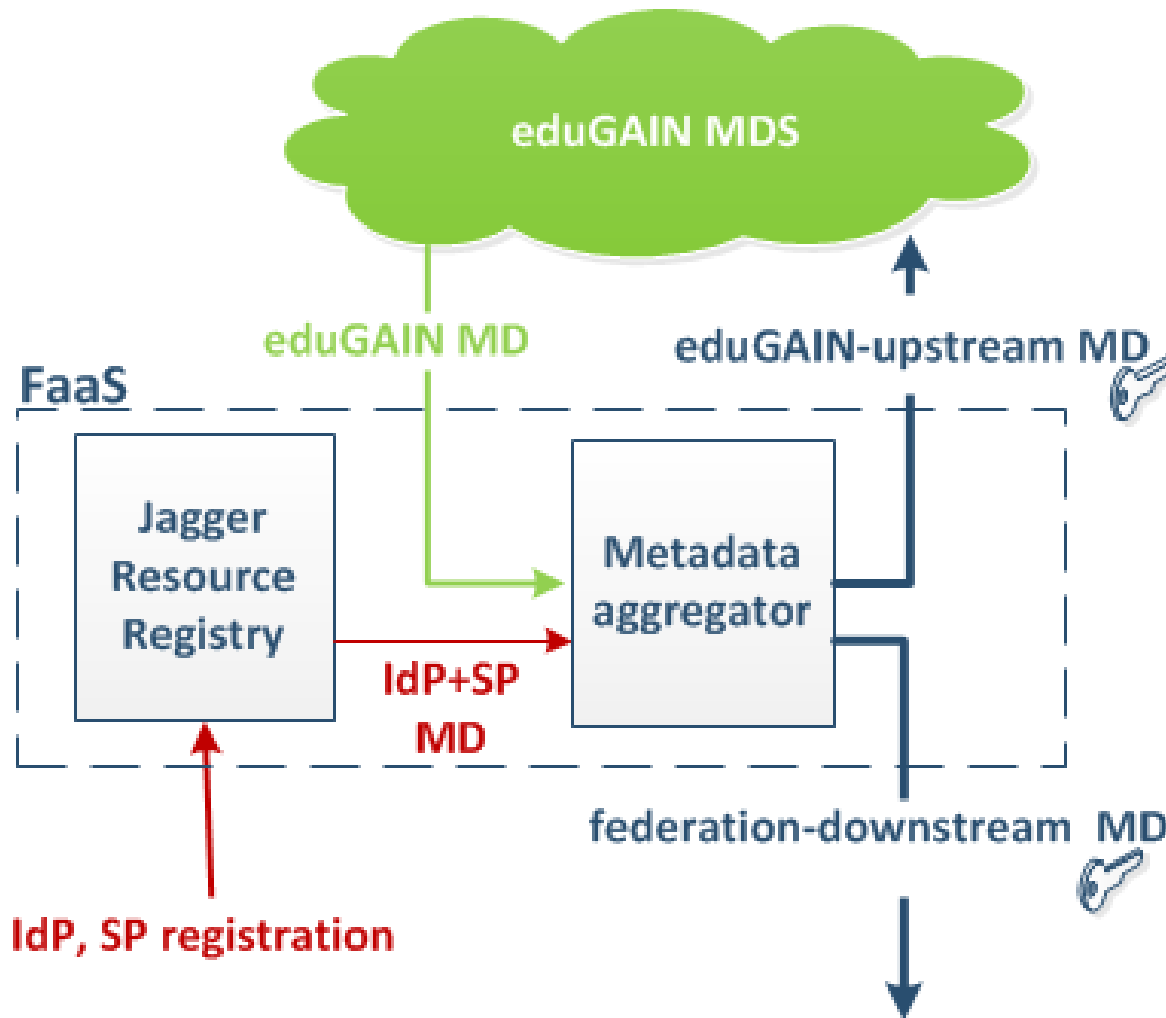 eduGAIN MDS
eduGAIN MD
eduGAIN-upstream MD
FaaS
Jagger
Resource
Registry
Metadata
aggregator
IdP+SP
MD
federation-downstream MD
IdP, SP registration